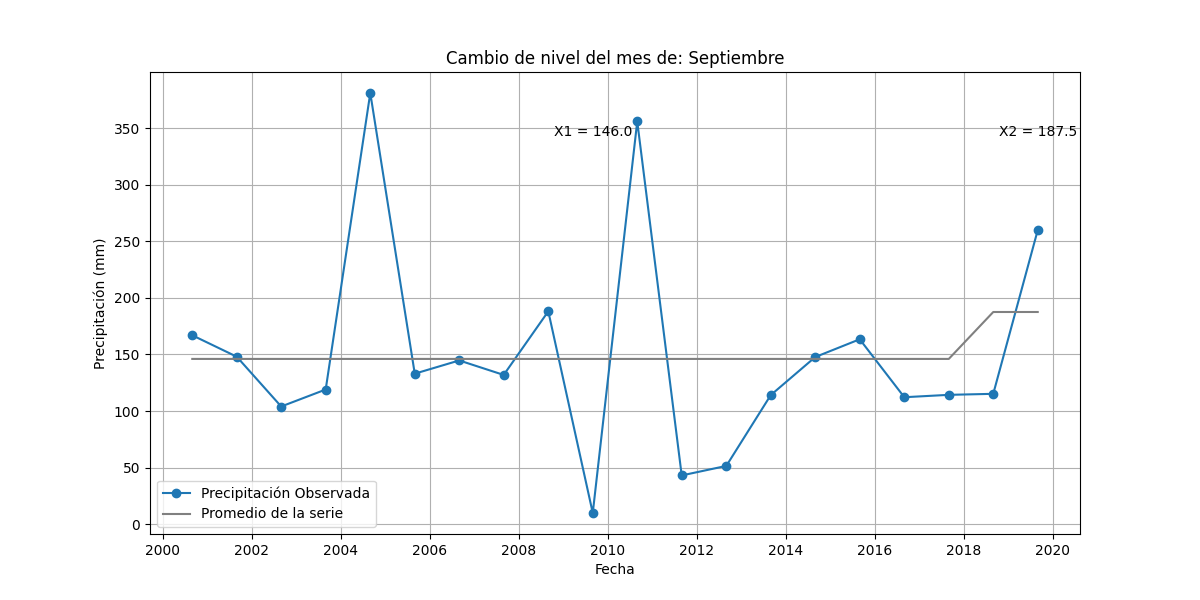 Cambio de nivel del mes de: Septiembre
X1 = 146.0
X2 = 187.5
Precipitación (mm)
350
300
250
200
150
100
50
0
Precipitación Observada
Promedio de la serie
2000 2002 2004 2006 2008 2010 2012 2014 2016 2018 2020
Fecha